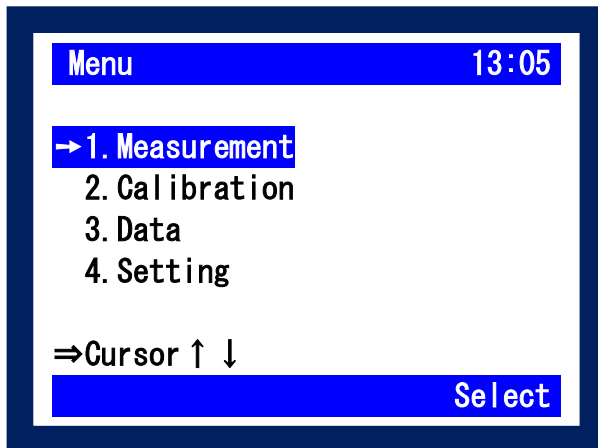 Menu 13:05
→1.Measurement
2.Calibration
3.Data
4.Setting
⇒Cursor↑↓
Select